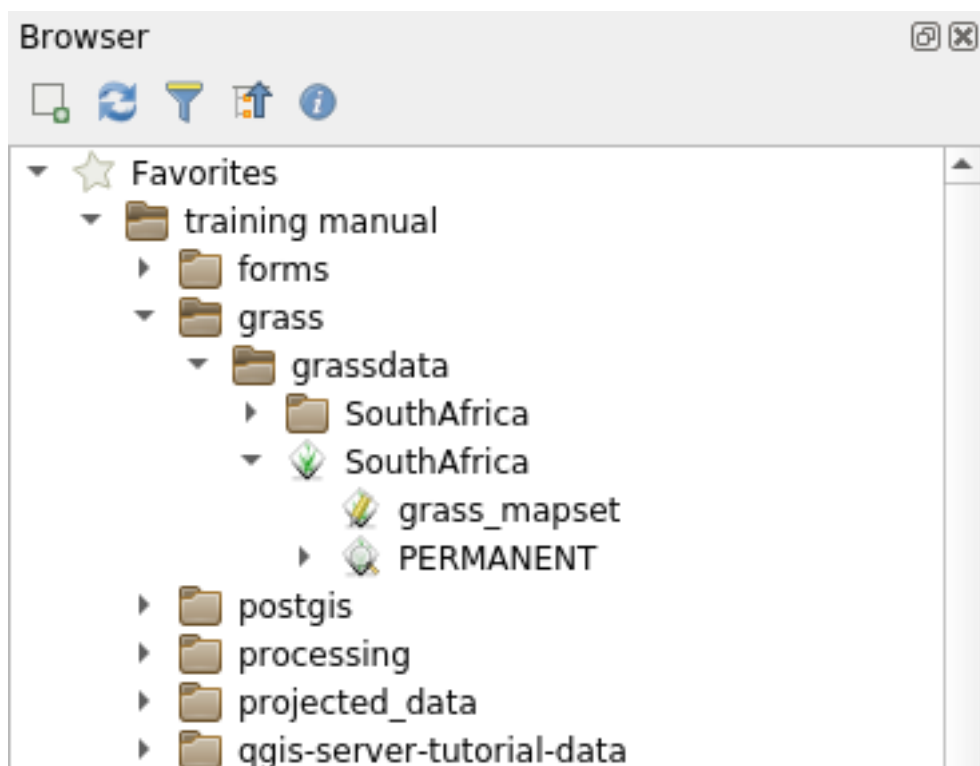 Browser
Favorites
training manual
forms
grass
grassdata
SouthAfrica
SouthAfrica
grass_mapset
PERMANENT
postgis
processing
projected_data
qgis-server-tutorial-data